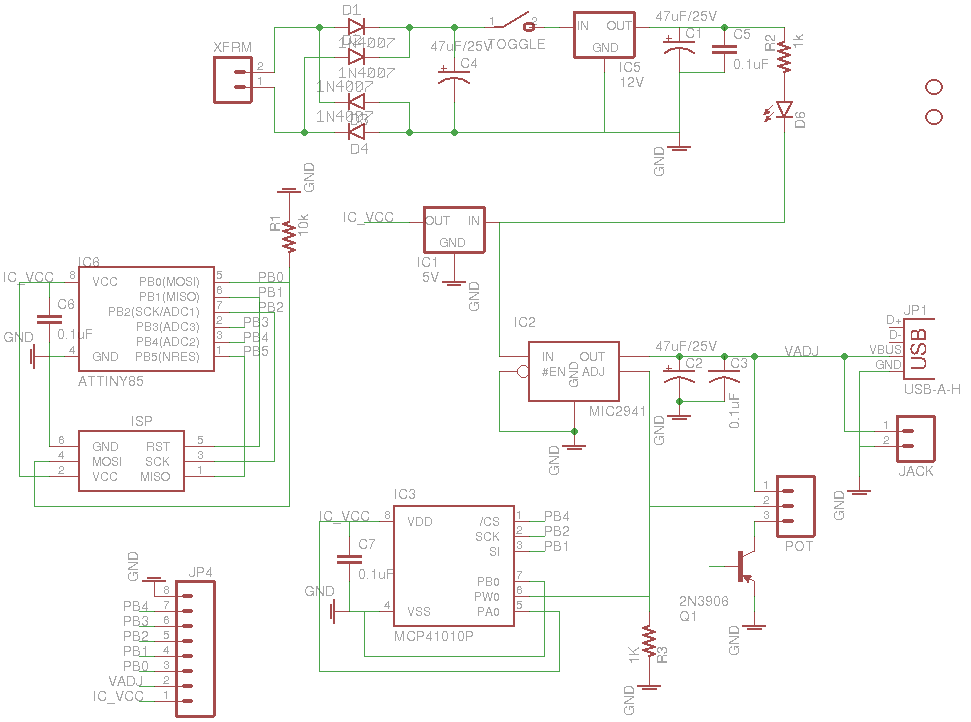 D1
1N4007
1N4007
1N4007
1N4007
D4
XFRM
2
1
47uF/25V
C4
1
2
TOGGLE
IN
OUT
GND
IC5
12V
47uF/25V
C1
C5
0.1uF
R2
1k
D6
GND
GND
R1
10k
IC_VCC
OUT
IN
GND
IC1
5V
GND
IC6
IC_VCC
8
VCC
PB0(MOSI)
5
PB0
PB1(MISO)
6
PB1
PB2(SCK/ADC1)
7
PB2
PB3(ADC3)
2
PB3
PB4(ADC2)
3
PB4
PB5(NRES)
1
PB5
4
GND
C6
0.1uF
GND
ATTINY85
ISP
6
GND
RST
5
4
MOSI
SCK
3
2
VCC
MISO
1
IC2
IN
OUT
#EN
GND
ADJ
MIC2941
GND
47uF/25V
C2
C3
0.1uF
GND
VADJ
JP1
D+
D-
VBUS
GND
USB
USB-A-H
1
2
JACK
GND
1
2
3
POT
2N3906
Q1
GND
IC3
IC_VCC
8
VDD
/CS
1
PB4
SCK
2
PB2
SI
3
PB1
C7
0.1uF
GND
4
VSS
PB0
7
PW0
6
PA0
5
MCP41010P
1K
R3
GND
JP4
GND
8
PB4
7
PB3
6
PB2
5
PB1
4
PB0
3
VADJ
2
IC_VCC
1